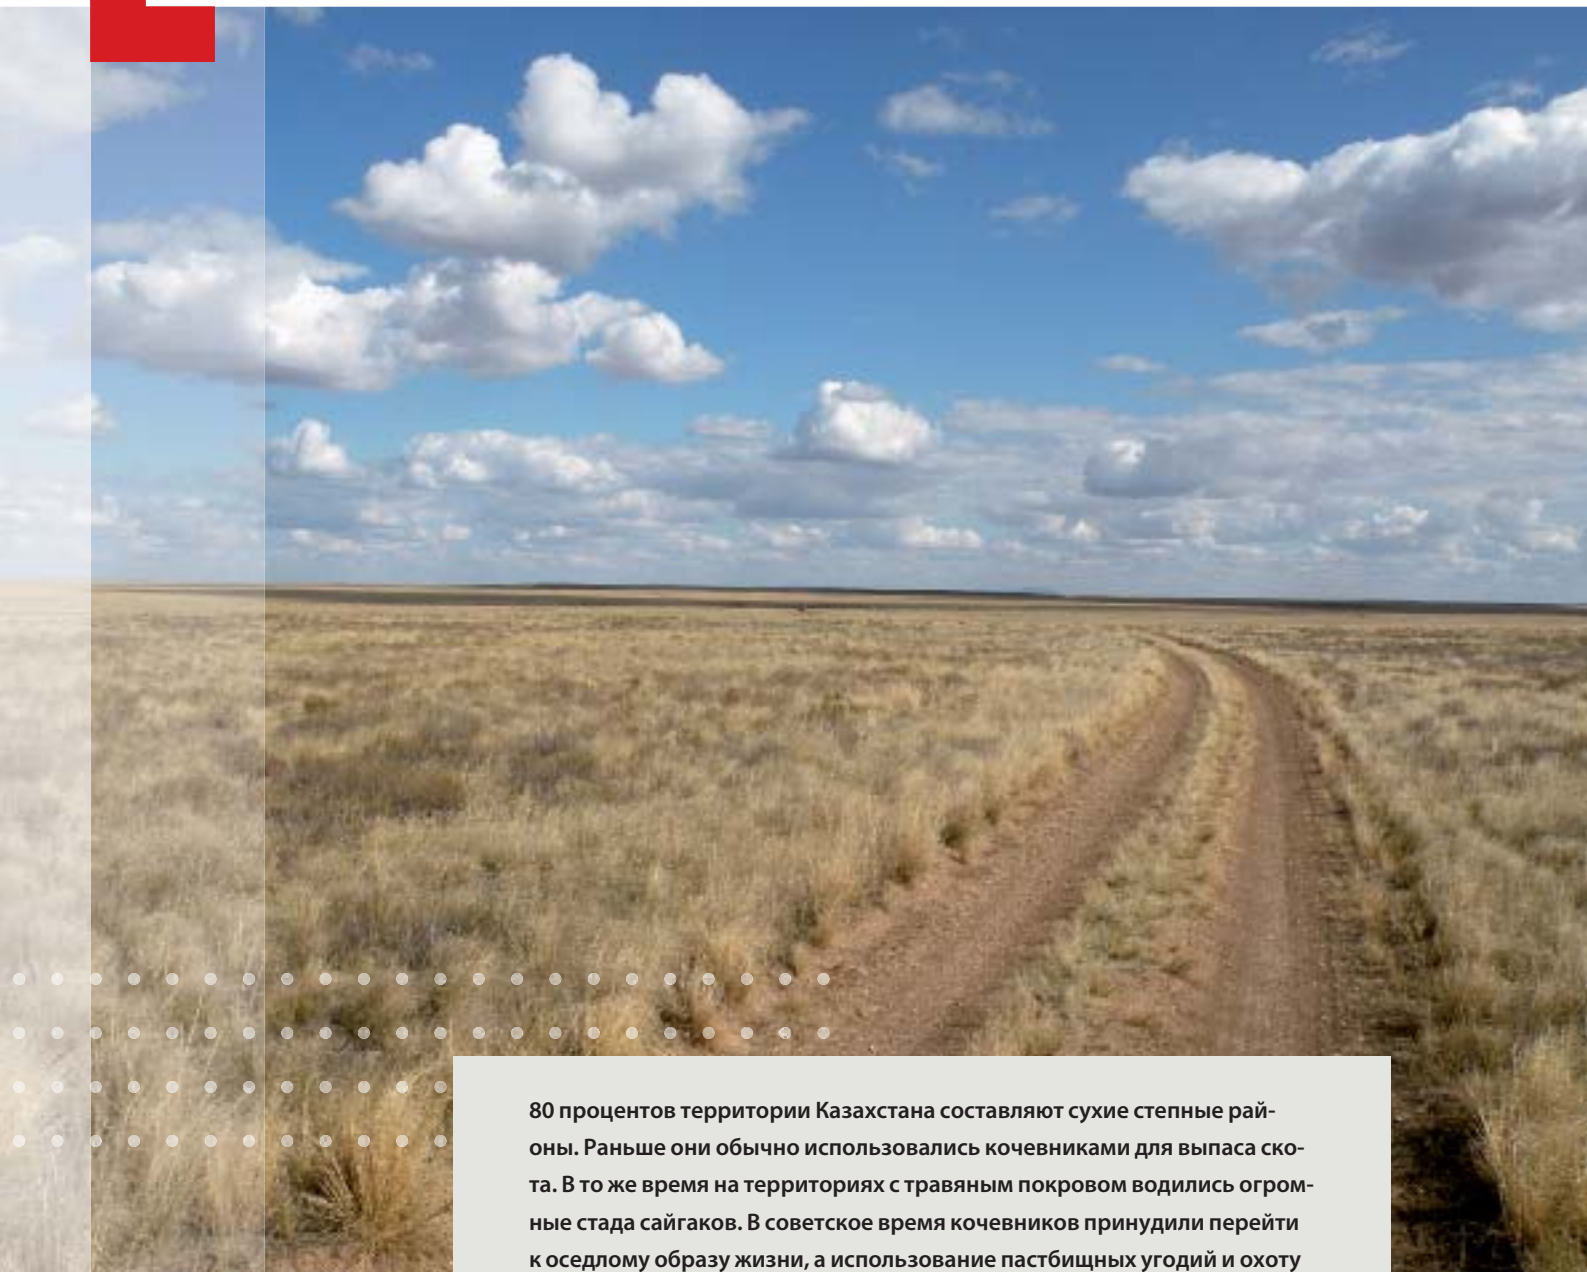 80 процентов территории Казахстана составляют сухие степные рай-
оны. Раньше они обычно использовались кочевниками для выпаса ско-
та. В то же время на территориях с травяным покровом водились огром-
ные стада сайгаков. В советское время кочевников принудили перейти
к оседлому образу жизни, а использование пастбищных угодий и охоту